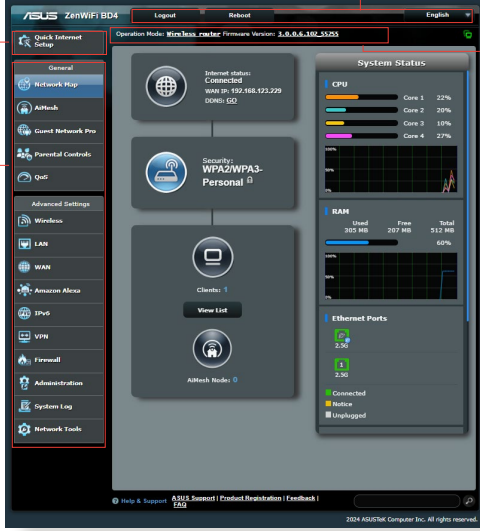 ASUS ZenWiFi BD4
Logout
Reboot
English
Quick Internet
Setup
Operation Mode: Wireless router Firmware Version: 3.0.0.6.102_55255
General
Network Map
AiMesh
Guest Network Pro
Parental Controls
QoS
Advanced Settings
Wireless
LAN
WAN
Amazon Alexa
IPv6
VPN
Firewall
Administration
System Log
Network Tools
Internet status:
Connected
WAN IP: 192.168.123.229
DDNS: GO
Security:
WPA2/WPA3-
Personal
Clients: 1
View List
AiMesh Node: 0
System Status
CPU
Core 1 22%
Core 2 20%
Core 3 10%
Core 4 27%
100%
50%
0%
RAM
Used Free Total
305 MB 207 MB 512 MB
60%
100%
50%
0%
Ethernet Ports
2.5G
1
2.5G
Connected
Notice
Unplugged
Help & Support ASUS Support | Product Registration | Feedback |
FAQ
2024 ASUSTeK Computer Inc. All rights reserved.